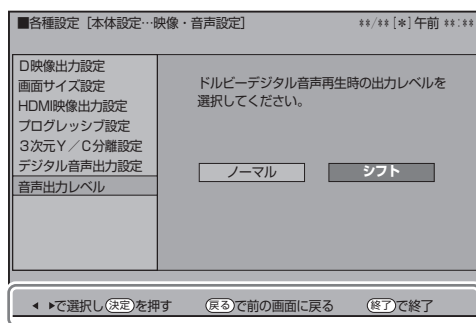 ■各種設定［本体設定…映像・音声設定］ **/**［*］午前 **:**
D映像出力設定
画面サイズ設定
HDMI映像出力設定
プログレッシブ設定
3次元Y／C分離設定
デジタル音声出力設定
音声出力レベル
ドルビーデジタル音声再生時の出力レベルを
選択してください。
ノーマル シフト
◀ ▶で選択し決定を押す 戻るで前の画面に戻る 終了で終了